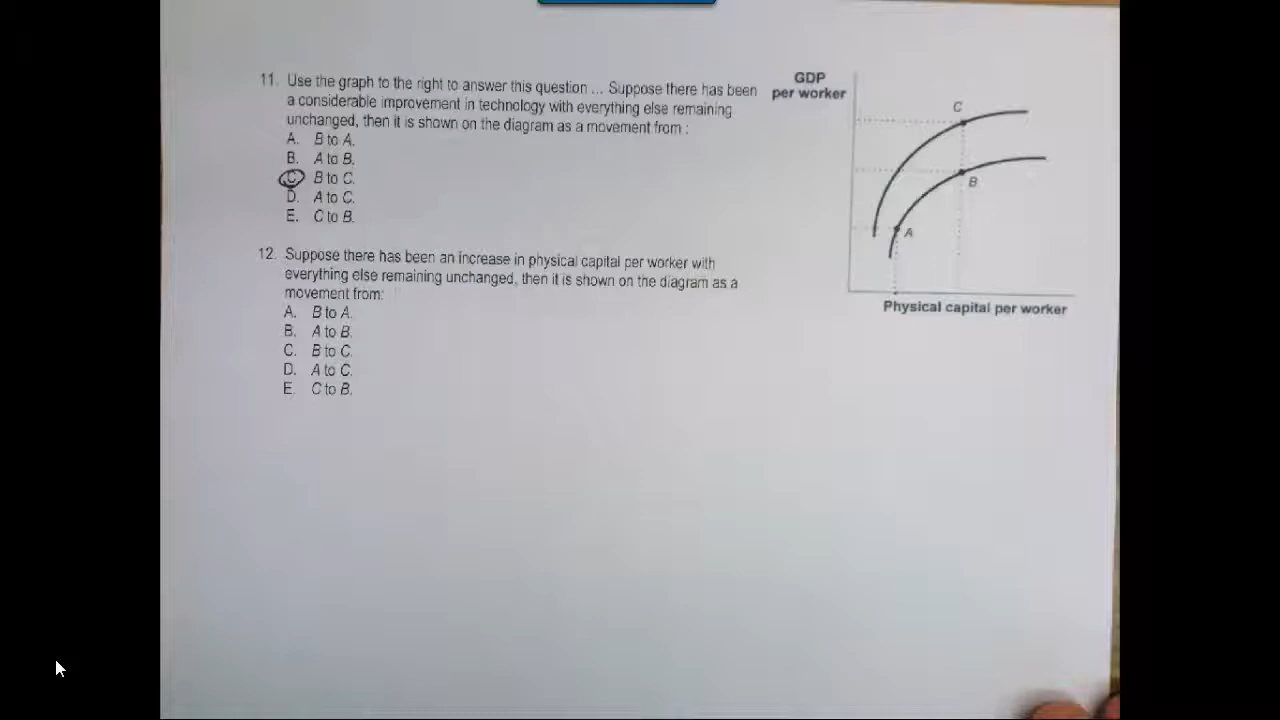 11. Use the graph to the right to answer this question ... Suppose there has been
a considerable improvement in technology with everything else remaining
unchanged, then it is shown on the diagram as a movement from :
A. B to A.
B. A to B.
C. B to C.
D. A to C.
E. C to B.
12. Suppose there has been an increase in physical capital per worker with
everything else remaining unchanged, then it is shown on the diagram as a
movement from:
A. B to A.
B. A to B.
C. B to C.
D. A to C.
E. C to B.
GDP
per worker
C
B
A
Physical capital per worker